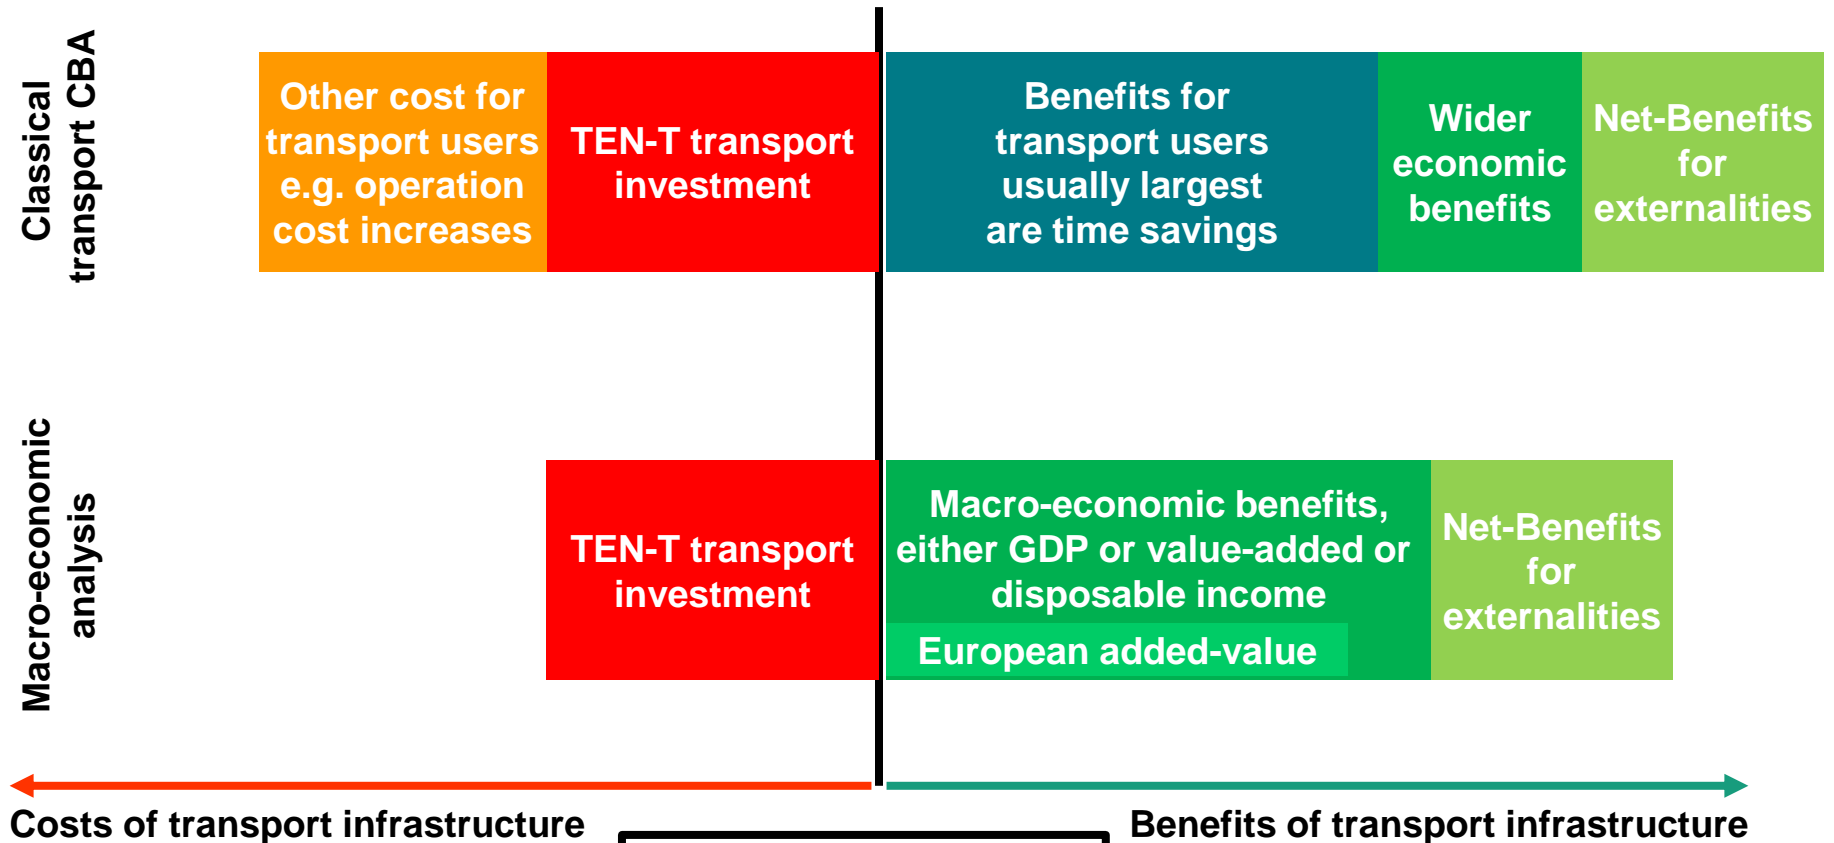 Classical
transport CBA
Other cost for
transport users
e.g. operation
cost increases
TEN-T transport
investment
Benefits for
transport users
usually largest
are time savings
Wider
economic
benefits
Net-Benefits
for
externalities
Macro-economic
analysis
TEN-T transport
investment
Macro-economic benefits,
either GDP or value-added or
disposable income
European added-value
Net-Benefits
for
externalities
Costs of transport infrastructure
Benefits of transport infrastructure